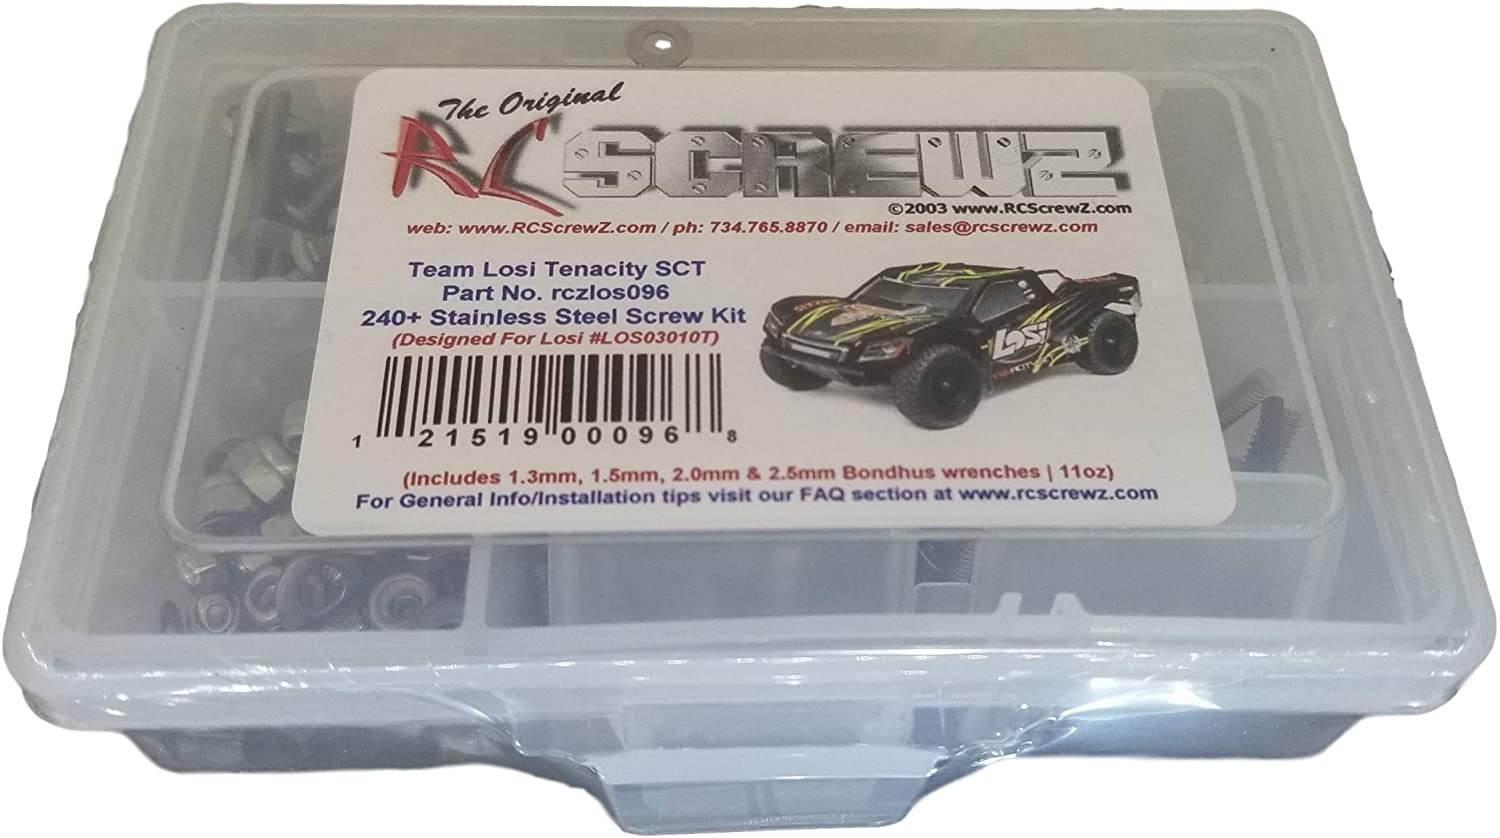 The Original
RC SCREWZ
©2003 www.RCScrewZ.com
web: www.RCScrewZ.com / ph: 734.765.8870 / email: sales@rcscrewz.com
Team Losi Tenacity SCT
Part No. rczlos096
240+ Stainless Steel Screw Kit
(Designed For Losi #LOS03010T)
Losi
1 21519 00096 8
(Includes 1.3mm, 1.5mm, 2.0mm & 2.5mm Bondhus wrenches | 11oz)
For General Info/Installation tips visit our FAQ section at www.rcscrewz.com